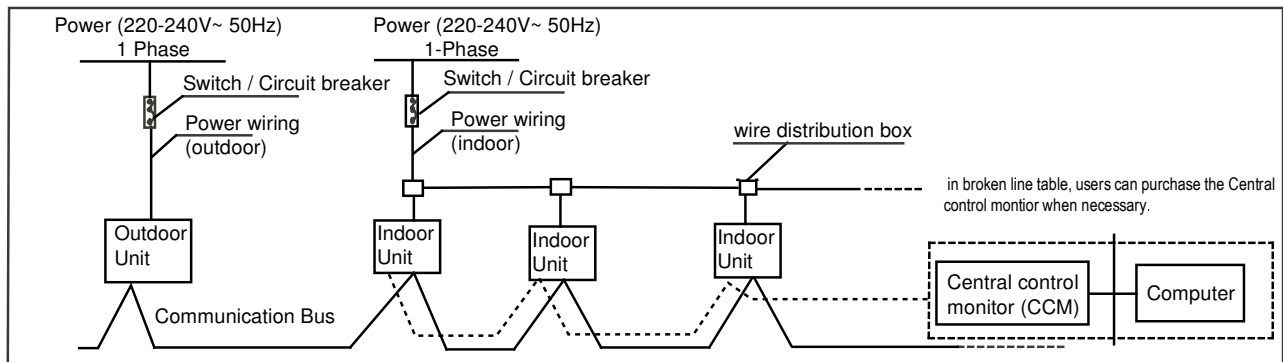 Power (220-240V~ 50Hz)
1 Phase
Switch / Circuit breaker
Power wiring
(outdoor)
Outdoor
Unit
Power (220-240V~ 50Hz)
1-Phase
Switch / Circuit breaker
Power wiring
(indoor)
wire distribution box
in broken line table, users can purchase the Central
control montior when necessary.
Indoor
Unit
Indoor
Unit
Indoor
Unit
Central control
monitor (CCM)
Computer
Communication Bus